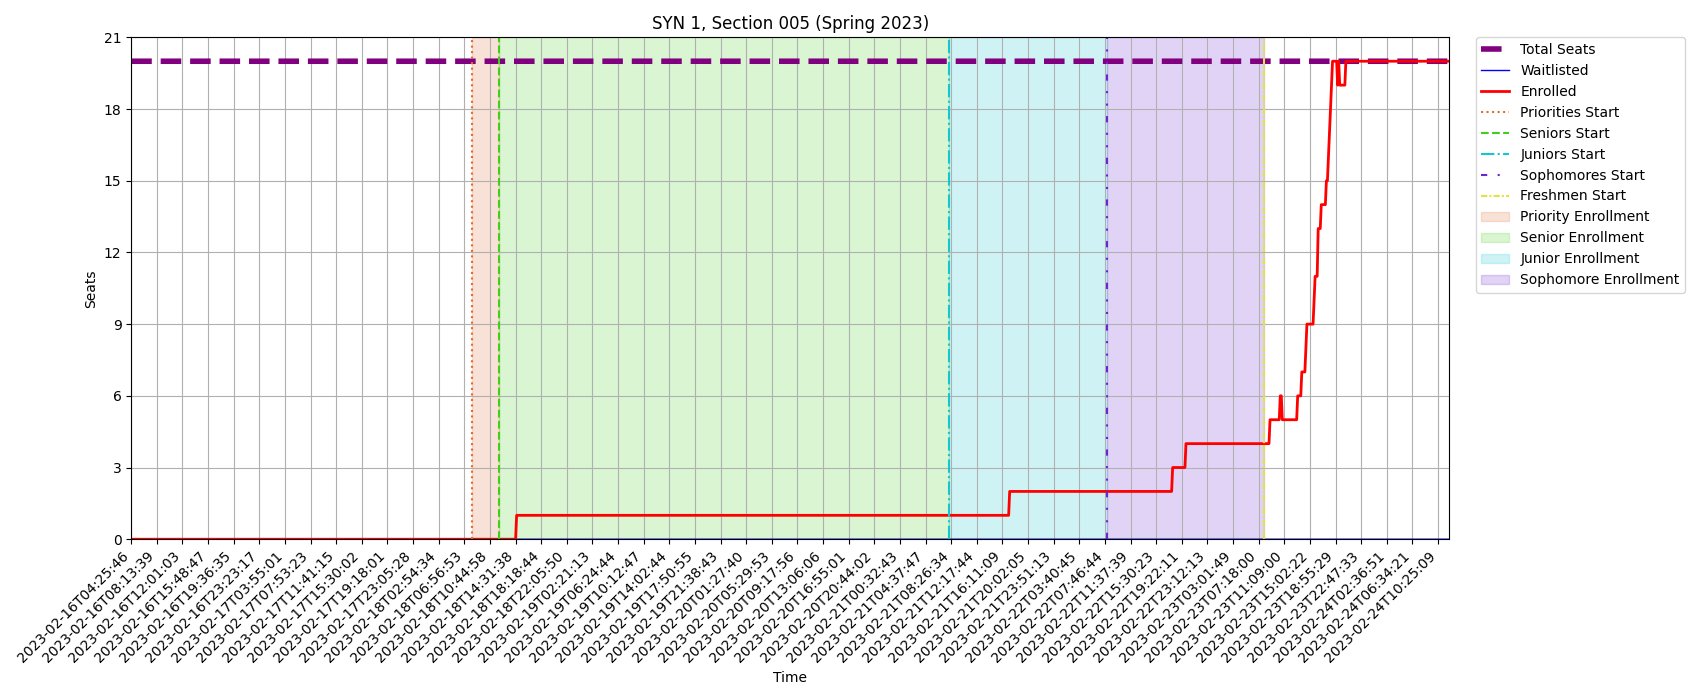 SYN 1, Section 005 (Spring 2023)
21
18
15
12
9
6
3
0
Seats
2023-02-16T04:25:46
2023-02-16T08:13:39
2023-02-16T12:01:03
2023-02-16T15:48:47
2023-02-16T19:36:35
2023-02-16T23:23:17
2023-02-17T03:55:01
2023-02-17T07:53:23
2023-02-17T11:41:15
2023-02-17T15:30:02
2023-02-17T19:18:01
2023-02-17T23:05:28
2023-02-18T02:54:34
2023-02-18T06:56:53
2023-02-18T10:44:58
2023-02-18T14:31:38
2023-02-18T18:18:44
2023-02-18T22:05:50
2023-02-19T02:21:13
2023-02-19T06:24:44
2023-02-19T10:12:47
2023-02-19T14:02:44
2023-02-19T17:50:55
2023-02-19T21:38:43
2023-02-20T01:27:40
2023-02-20T05:29:53
2023-02-20T09:17:56
2023-02-20T13:06:06
2023-02-20T16:55:01
2023-02-20T20:44:02
2023-02-21T00:32:43
2023-02-21T04:37:47
2023-02-21T08:26:34
2023-02-21T12:17:44
2023-02-21T16:11:09
2023-02-21T20:02:05
2023-02-21T23:51:13
2023-02-22T03:40:45
2023-02-22T07:46:44
2023-02-22T11:37:39
2023-02-22T15:30:23
2023-02-22T19:22:11
2023-02-22T23:12:13
2023-02-23T03:01:49
2023-02-23T07:18:00
2023-02-23T11:09:00
2023-02-23T15:02:22
2023-02-23T18:55:29
2023-02-23T22:47:33
2023-02-24T02:36:51
2023-02-24T06:34:21
2023-02-24T10:25:09
Time
Total Seats
Waitlisted
Enrolled
Priorities Start
Seniors Start
Juniors Start
Sophomores Start
Freshmen Start
Priority Enrollment
Senior Enrollment
Junior Enrollment
Sophomore Enrollment